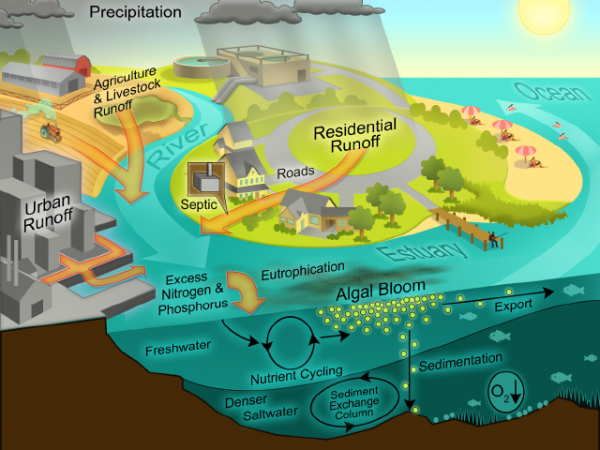 Precipitation
Agriculture
& Livestock
Runoff
Ocean
River
Residential
Runoff
Roads
Septic
Urban
Runoff
Estuary
Excess
Nitrogen &
Phosphorus
Eutrophication
Algal Bloom
Export
Freshwater
Nutrient Cycling
Sedimentation
Denser
Saltwater
Sediment
Exchange
Column
O2